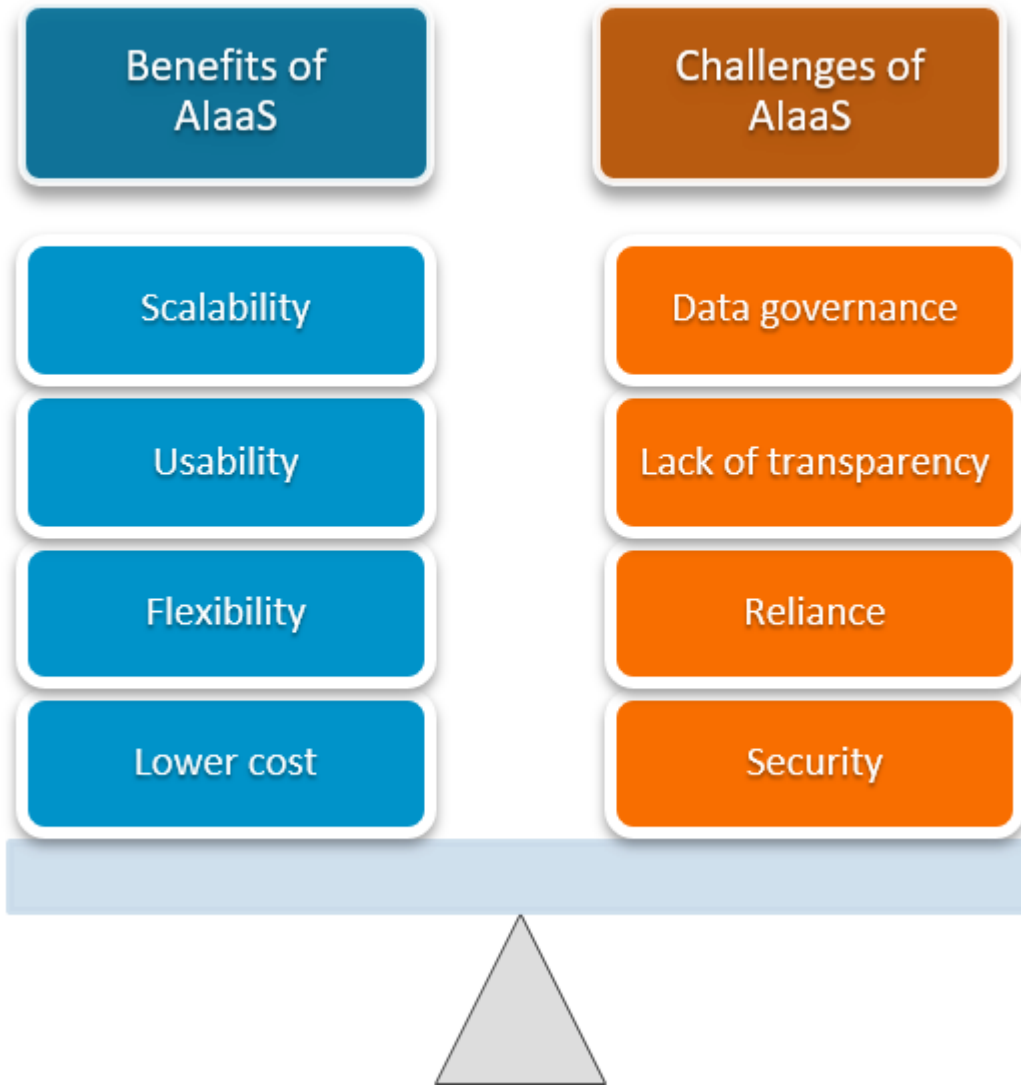 Benefits of
AIaaS
Challenges of
AIaaS
Scalability
Data governance
Usability
Lack of transparency
Flexibility
Reliance
Lower cost
Security